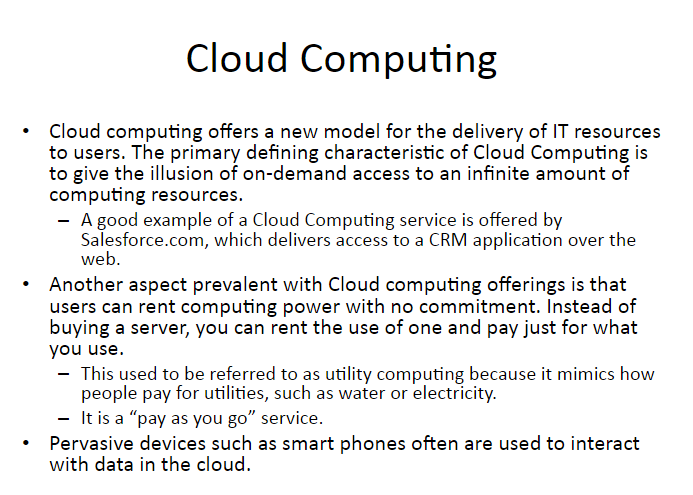 Cloud Computing
• Cloud computing offers a new model for the delivery of IT resources
to users. The primary defining characteristic of Cloud Computing is
to give the illusion of on-demand access to an infinite amount of
computing resources.
– A good example of a Cloud Computing service is offered by
Salesforce.com, which delivers access to a CRM application over the
web.
• Another aspect prevalent with Cloud computing offerings is that
users can rent computing power with no commitment. Instead of
buying a server, you can rent the use of one and pay just for what
you use.
– This used to be referred to as utility computing because it mimics how
people pay for utilities, such as water or electricity.
– It is a “pay as you go” service.
• Pervasive devices such as smart phones often are used to interact
with data in the cloud.